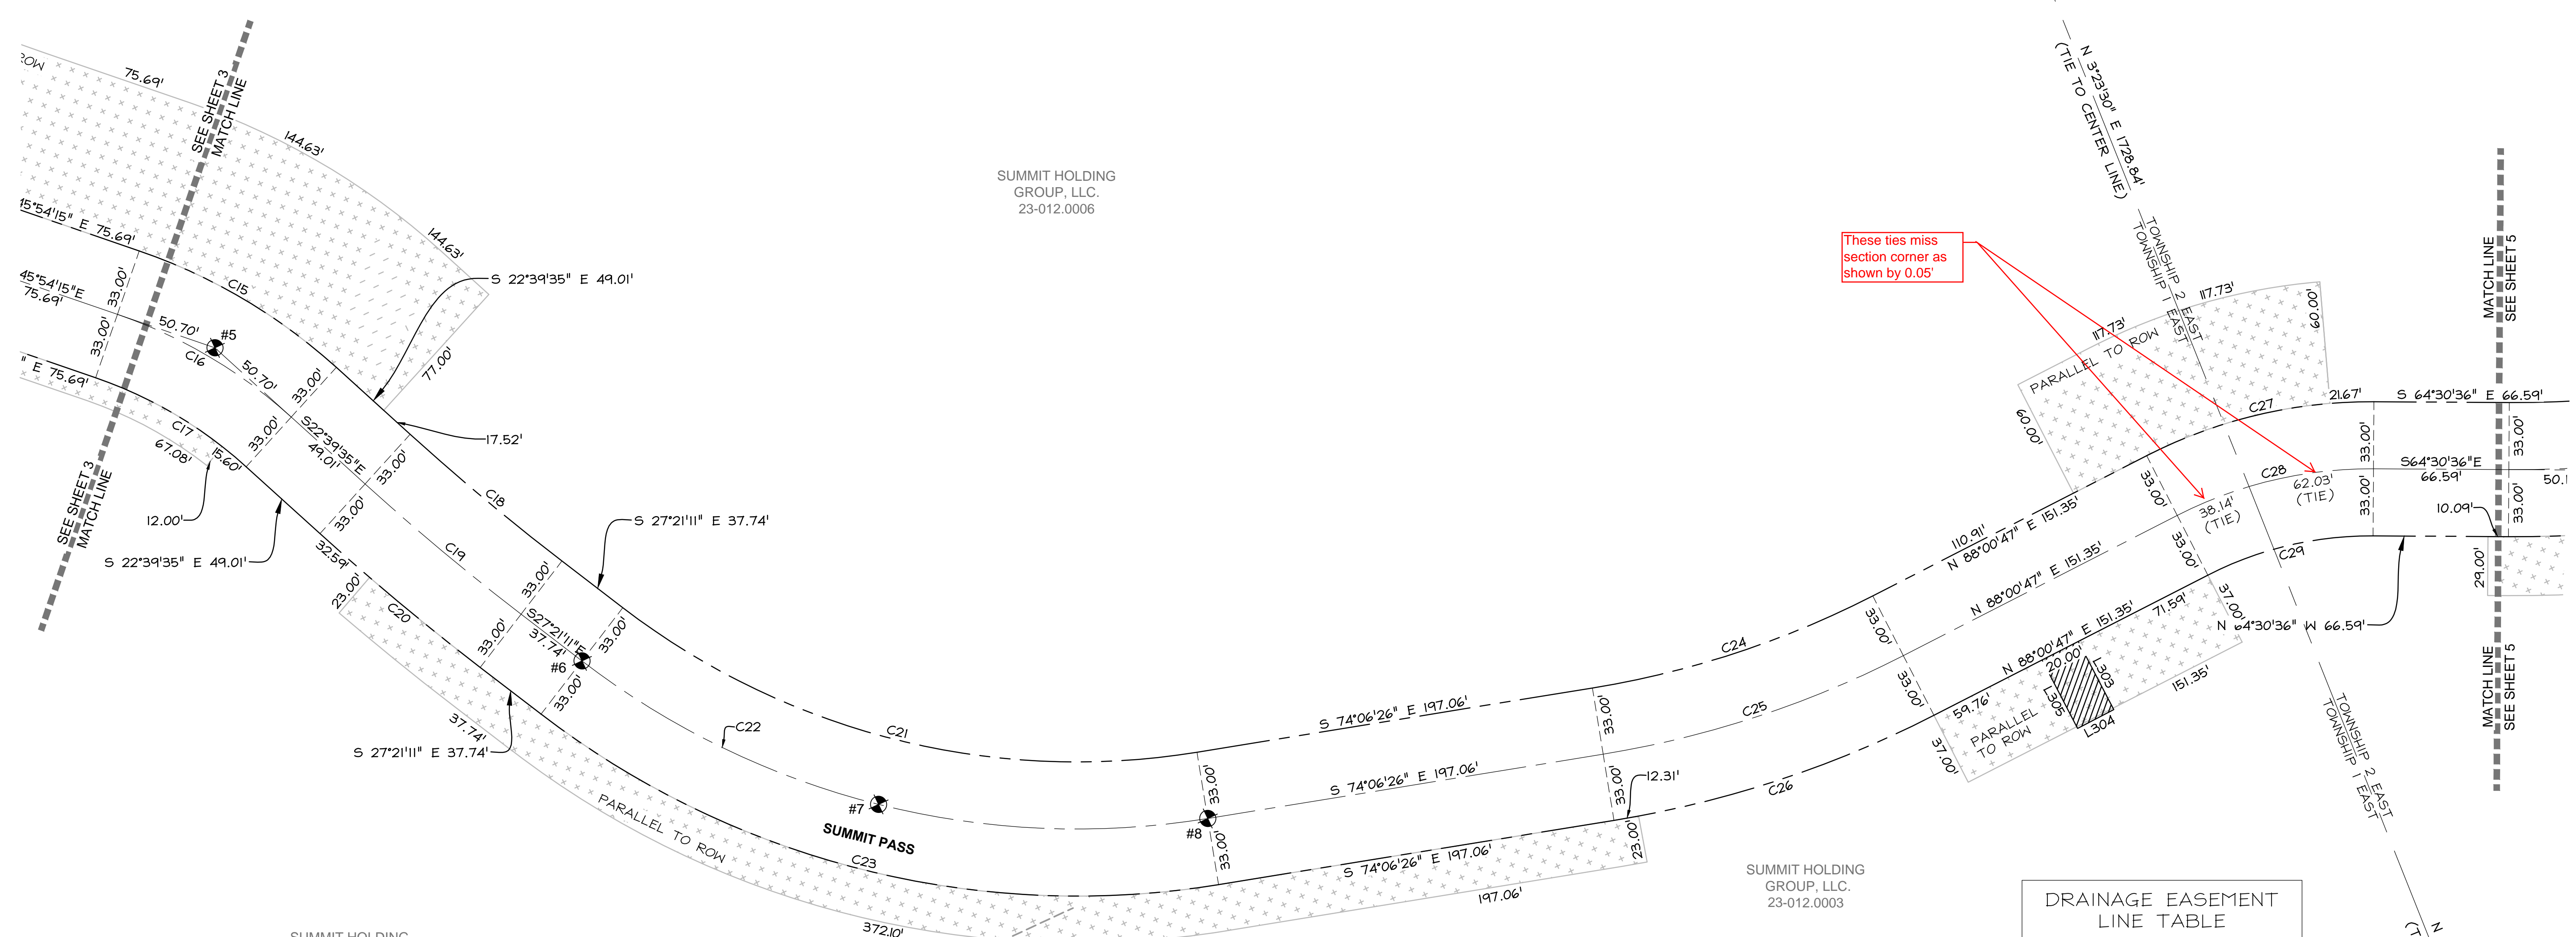 ROW
75.69'
SEE SHEET 3
MATCH LINE
144.63'
144.63'
SUMMIT HOLDING
GROUP, LLC.
23-012.0006
N 3°23'30" E 1728.84'
(TIE TO CENTER LINE)
TOWNSHIP 2 EAST
TOWNSHIP 1 EAST
These ties miss
section corner as
shown by 0.05'
MATCH LINE
SEE SHEET 5
45°54'15" E 75.69'
33.00'
C15
S 22°39'35" E 49.01'
77.00'
45°54'15"E
75.69'
33.00'
50.70'
#5
C16
50.70'
33.00'
" E 75.69'
C17
67.08'
15.60'
33.00'
S22°39'35"E
49.01'
17.52'
33.00'
SEE SHEET 3
MATCH LINE
12.00'
S 22°39'35" E 49.01'
33.00'
C18
S 27°21'11" E 37.74'
32.59'
23.00'
C19
C20
33.00'
33.00'
S27°21'11"E
37.74'
33.00'
#6
33.00'
37.74'
S 27°21'11" E 37.74'
C22
C21
#7
SUMMIT PASS
PARALLEL TO ROW
C23
372.10'
33.00'
#8
33.00'
S 74°06'26" E 197.06'
S 74°06'26" E 197.06'
S 74°06'26" E 197.06'
197.06'
33.00'
33.00'
12.31'
23.00'
C24
C25
C26
117.73'
117.73'
60.00'
PARALLEL TO ROW
60.00'
C27
21.67'
S 64°30'36" E 66.59'
33.00'
33.00'
C28
S64°30'36"E
66.59'
50.1
62.03'
(TIE)
38.14'
(TIE)
33.00'
33.00'
10.09'
110.91'
N 88°00'47" E 151.35'
33.00'
33.00'
C29
29.00'
N 88°00'47" E 151.35'
33.00'
33.00'
N 88°00'47" E 151.35'
71.59'
37.00'
N 64°30'36" W 66.59'
20.00'
L303
L305
L304
151.35'
59.76'
PARALLEL
TO ROW
37.00'
TOWNSHIP 2 EAST
TOWNSHIP 1 EAST
MATCH LINE
SEE SHEET 5
SUMMIT HOLDING
GROUP, LLC.
23-012.0003
DRAINAGE EASEMENT
LINE TABLE
SUMMIT HOLDING
N
(T